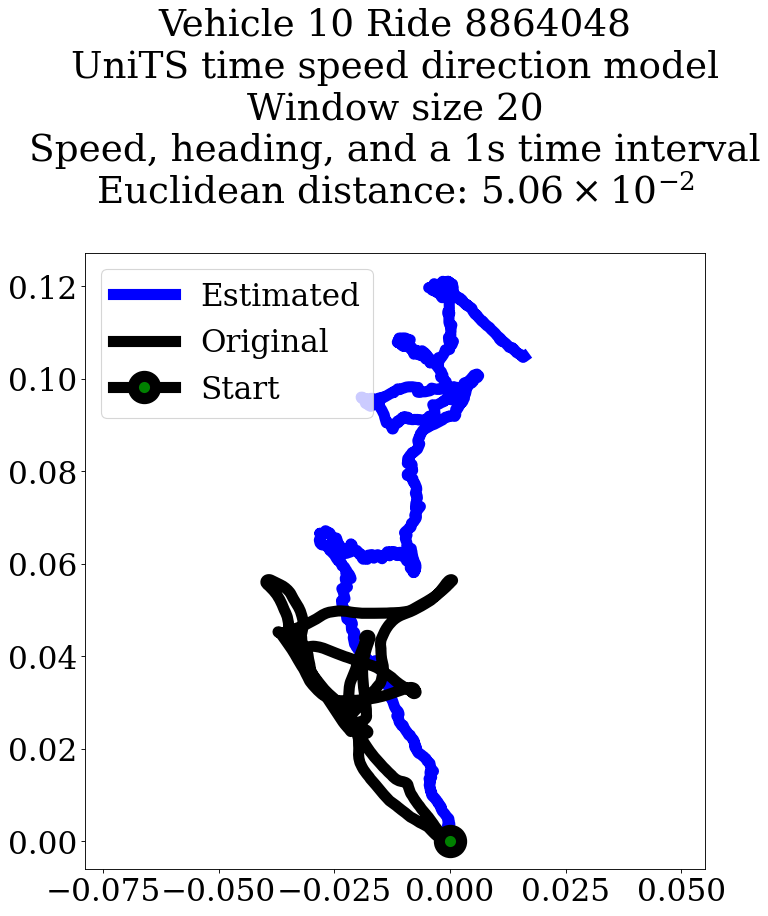 Vehicle 10 Ride 8864048
UniTS time speed direction model
Window size 20
Speed, heading, and a 1s time interval
Euclidean distance: 5.06 × 10⁻²
Estimated
Original
Start
0.12
0.10
0.08
0.06
0.04
0.02
0.00
−0.075 −0.050 −0.025 0.000 0.025 0.050